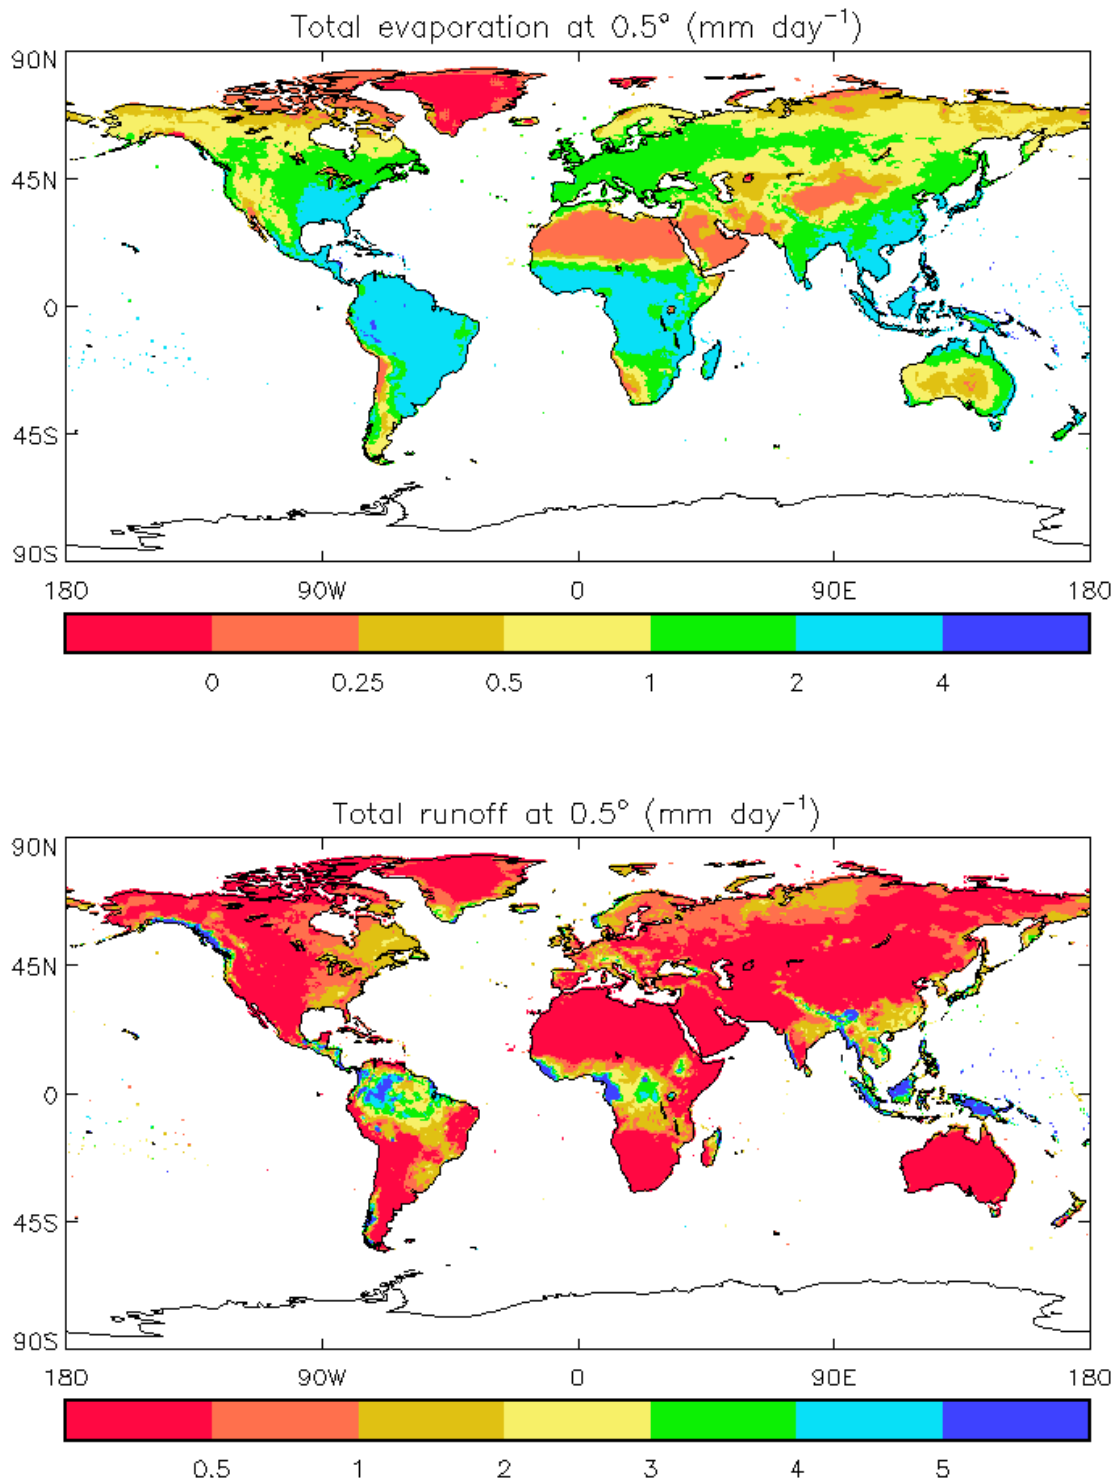 Total evaporation at 0.5° (mm day⁻¹)
90N
45N
0
45S
90S
180 90W 0 90E 180
0 0.25 0.5 1 2 4
Total runoff at 0.5° (mm day⁻¹)
90N
45N
0
45S
90S
180 90W 0 90E 180
0.5 1 2 3 4 5